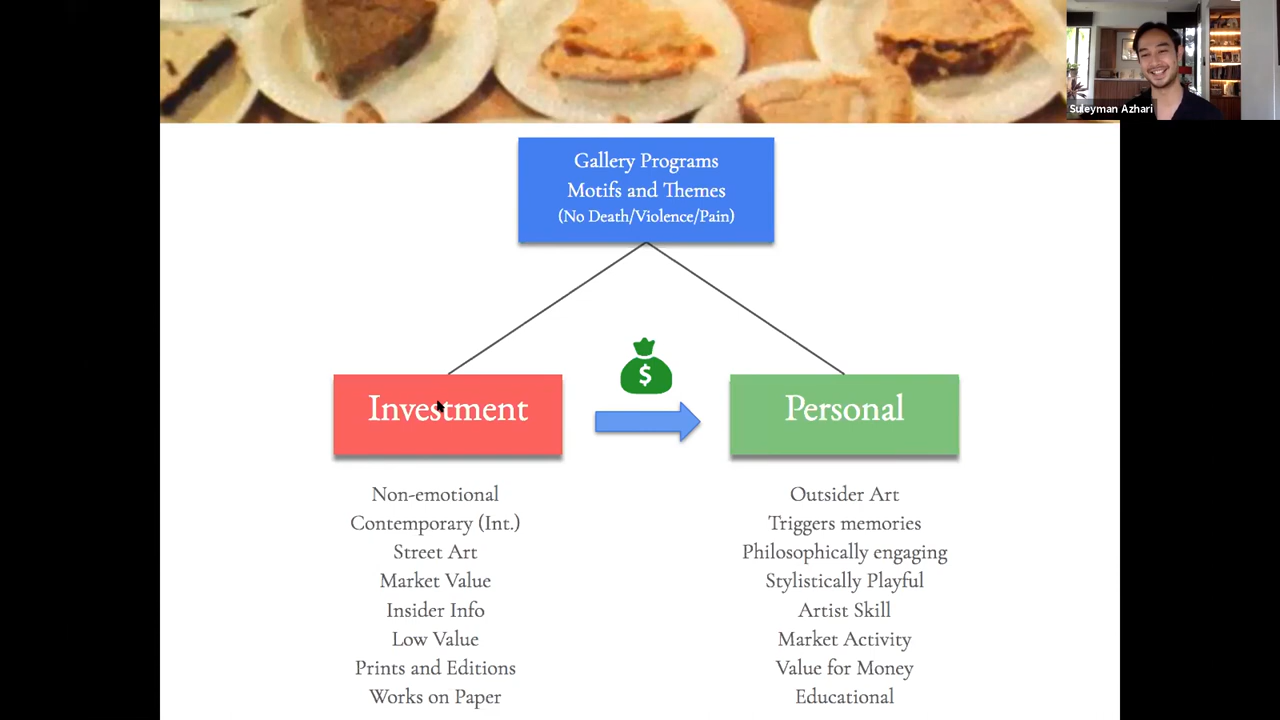 Suleyman Azhari
Gallery Programs
Motifs and Themes
(No Death/Violence/Pain)
$
Investment
Personal
Non-emotional
Contemporary (Int.)
Street Art
Market Value
Insider Info
Low Value
Prints and Editions
Works on Paper
Outsider Art
Triggers memories
Philosophically engaging
Stylistically Playful
Artist Skill
Market Activity
Value for Money
Educational